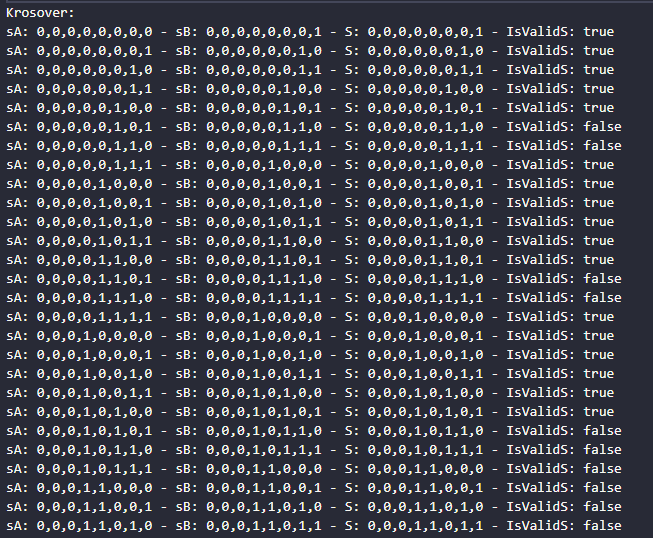 Krosover:
sA: 0,0,0,0,0,0,0,0 - sB: 0,0,0,0,0,0,0,1 - S: 0,0,0,0,0,0,0,1 - IsValidS: true
sA: 0,0,0,0,0,0,0,1 - sB: 0,0,0,0,0,0,1,0 - S: 0,0,0,0,0,0,1,0 - IsValidS: true
sA: 0,0,0,0,0,0,1,0 - sB: 0,0,0,0,0,0,1,1 - S: 0,0,0,0,0,0,1,1 - IsValidS: true
sA: 0,0,0,0,0,0,1,1 - sB: 0,0,0,0,0,1,0,0 - S: 0,0,0,0,0,1,0,0 - IsValidS: true
sA: 0,0,0,0,0,1,0,0 - sB: 0,0,0,0,0,1,0,1 - S: 0,0,0,0,0,1,0,1 - IsValidS: true
sA: 0,0,0,0,0,1,0,1 - sB: 0,0,0,0,0,1,1,0 - S: 0,0,0,0,0,1,1,0 - IsValidS: false
sA: 0,0,0,0,0,1,1,0 - sB: 0,0,0,0,0,1,1,1 - S: 0,0,0,0,0,1,1,1 - IsValidS: false
sA: 0,0,0,0,0,1,1,1 - sB: 0,0,0,0,1,0,0,0 - S: 0,0,0,0,1,0,0,0 - IsValidS: true
sA: 0,0,0,0,1,0,0,0 - sB: 0,0,0,0,1,0,0,1 - S: 0,0,0,0,1,0,0,1 - IsValidS: true
sA: 0,0,0,0,1,0,0,1 - sB: 0,0,0,0,1,0,1,0 - S: 0,0,0,0,1,0,1,0 - IsValidS: true
sA: 0,0,0,0,1,0,1,0 - sB: 0,0,0,0,1,0,1,1 - S: 0,0,0,0,1,0,1,1 - IsValidS: true
sA: 0,0,0,0,1,0,1,1 - sB: 0,0,0,0,1,1,0,0 - S: 0,0,0,0,1,1,0,0 - IsValidS: true
sA: 0,0,0,0,1,1,0,0 - sB: 0,0,0,0,1,1,0,1 - S: 0,0,0,0,1,1,0,1 - IsValidS: true
sA: 0,0,0,0,1,1,0,1 - sB: 0,0,0,0,1,1,1,0 - S: 0,0,0,0,1,1,1,0 - IsValidS: false
sA: 0,0,0,0,1,1,1,0 - sB: 0,0,0,0,1,1,1,1 - S: 0,0,0,0,1,1,1,1 - IsValidS: false
sA: 0,0,0,0,1,1,1,1 - sB: 0,0,0,1,0,0,0,0 - S: 0,0,0,1,0,0,0,0 - IsValidS: true
sA: 0,0,0,1,0,0,0,0 - sB: 0,0,0,1,0,0,0,1 - S: 0,0,0,1,0,0,0,1 - IsValidS: true
sA: 0,0,0,1,0,0,0,1 - sB: 0,0,0,1,0,0,1,0 - S: 0,0,0,1,0,0,1,0 - IsValidS: true
sA: 0,0,0,1,0,0,1,0 - sB: 0,0,0,1,0,0,1,1 - S: 0,0,0,1,0,0,1,1 - IsValidS: true
sA: 0,0,0,1,0,0,1,1 - sB: 0,0,0,1,0,1,0,0 - S: 0,0,0,1,0,1,0,0 - IsValidS: true
sA: 0,0,0,1,0,1,0,0 - sB: 0,0,0,1,0,1,0,1 - S: 0,0,0,1,0,1,0,1 - IsValidS: true
sA: 0,0,0,1,0,1,0,1 - sB: 0,0,0,1,0,1,1,0 - S: 0,0,0,1,0,1,1,0 - IsValidS: false
sA: 0,0,0,1,0,1,1,0 - sB: 0,0,0,1,0,1,1,1 - S: 0,0,0,1,0,1,1,1 - IsValidS: false
sA: 0,0,0,1,0,1,1,1 - sB: 0,0,0,1,1,0,0,0 - S: 0,0,0,1,1,0,0,0 - IsValidS: false
sA: 0,0,0,1,1,0,0,0 - sB: 0,0,0,1,1,0,0,1 - S: 0,0,0,1,1,0,0,1 - IsValidS: false
sA: 0,0,0,1,1,0,0,1 - sB: 0,0,0,1,1,0,1,0 - S: 0,0,0,1,1,0,1,0 - IsValidS: false
sA: 0,0,0,1,1,0,1,0 - sB: 0,0,0,1,1,0,1,1 - S: 0,0,0,1,1,0,1,1 - IsValidS: false